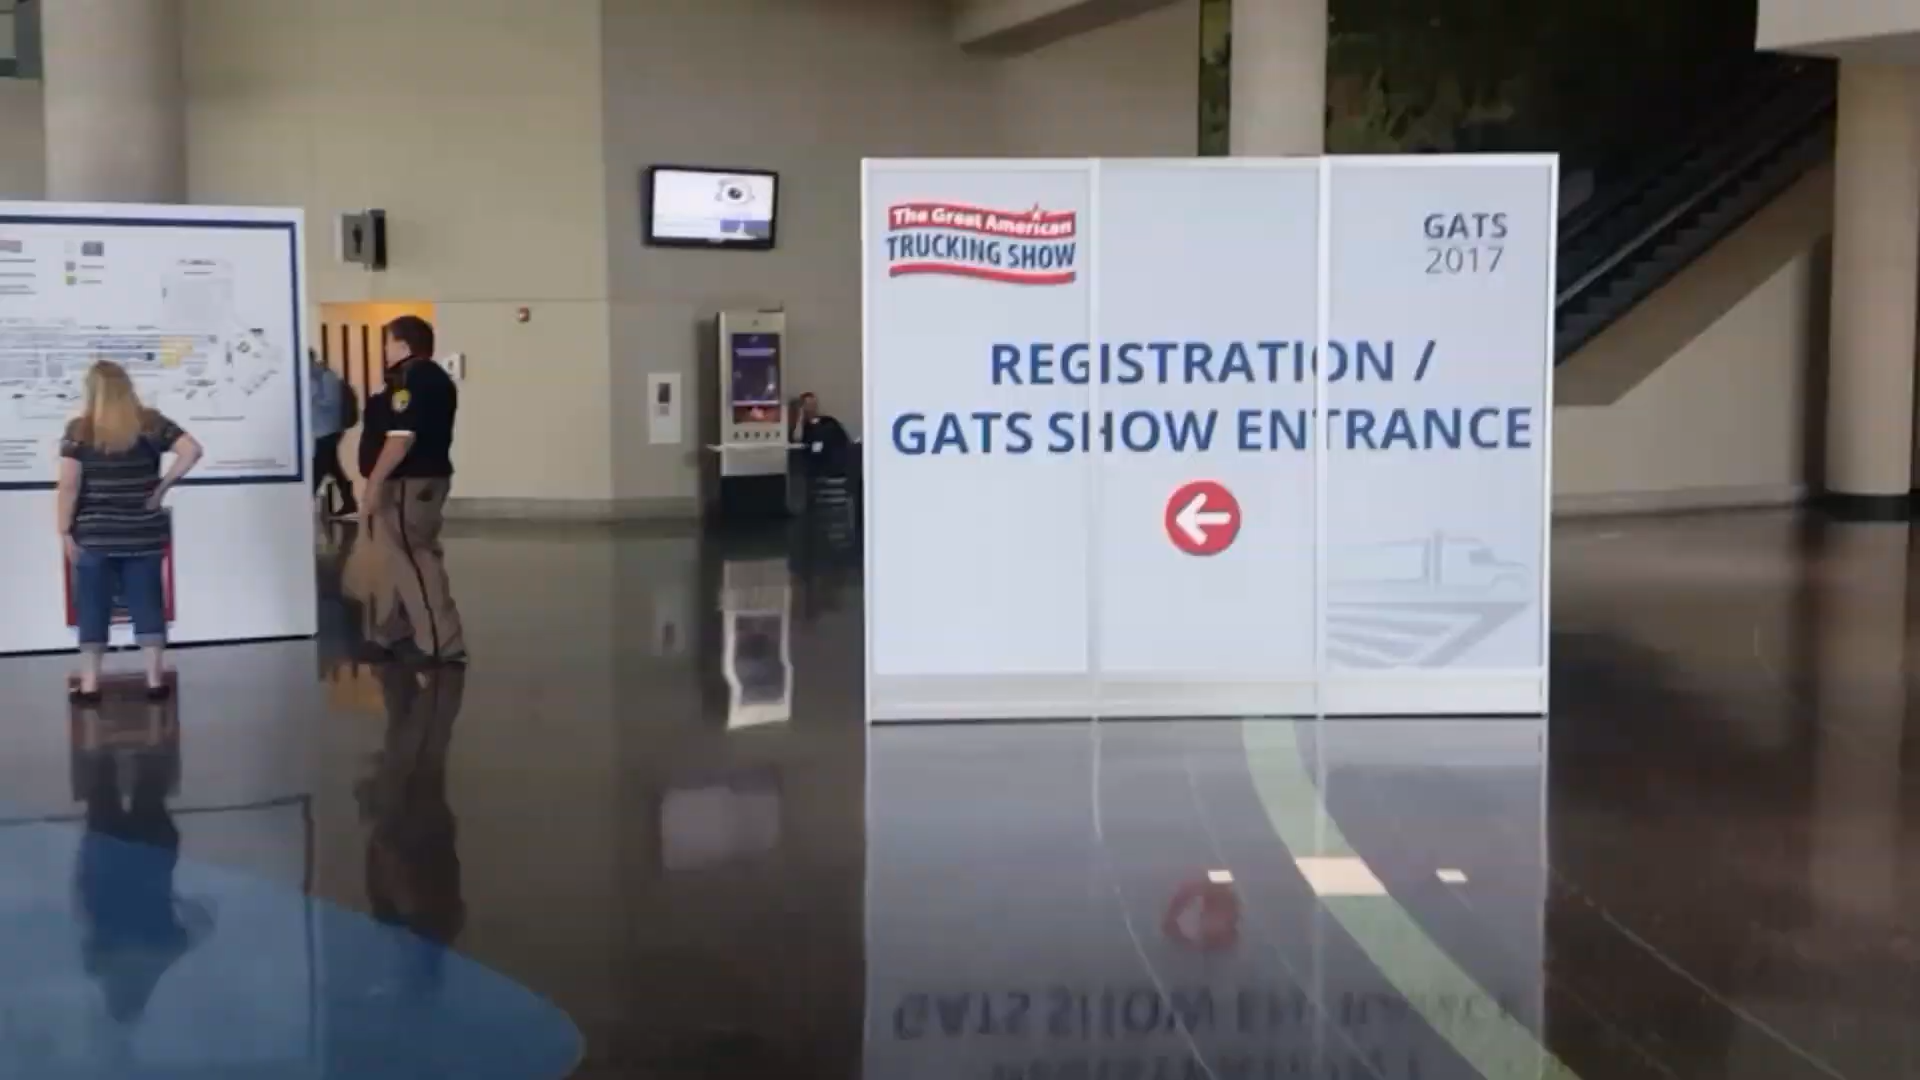 The Great American
TRUCKING SHOW
GATS
2017
REGISTRATION /
GATS SHOW ENTRANCE